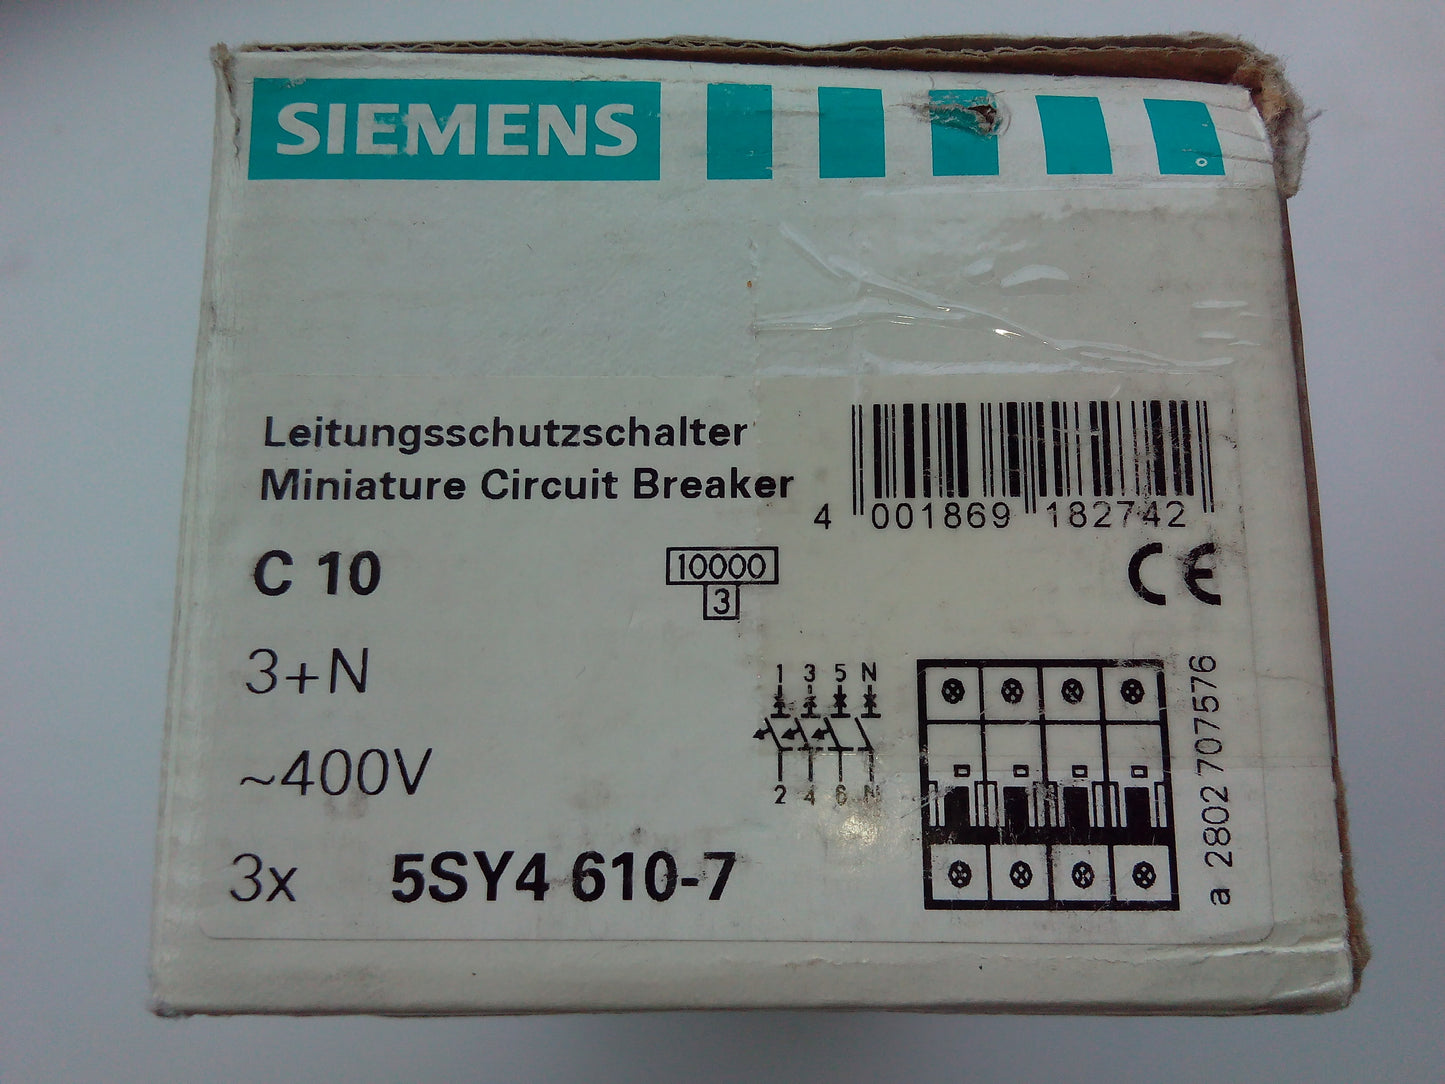 SIEMENS
Leitungsschutzschalter
Miniature Circuit Breaker
4 001869 182742
C 10
10000
3
CE
3+N
1 3 5 N
~400V
2 4 6 N
3x 5SY4 610-7
a 2802 707576